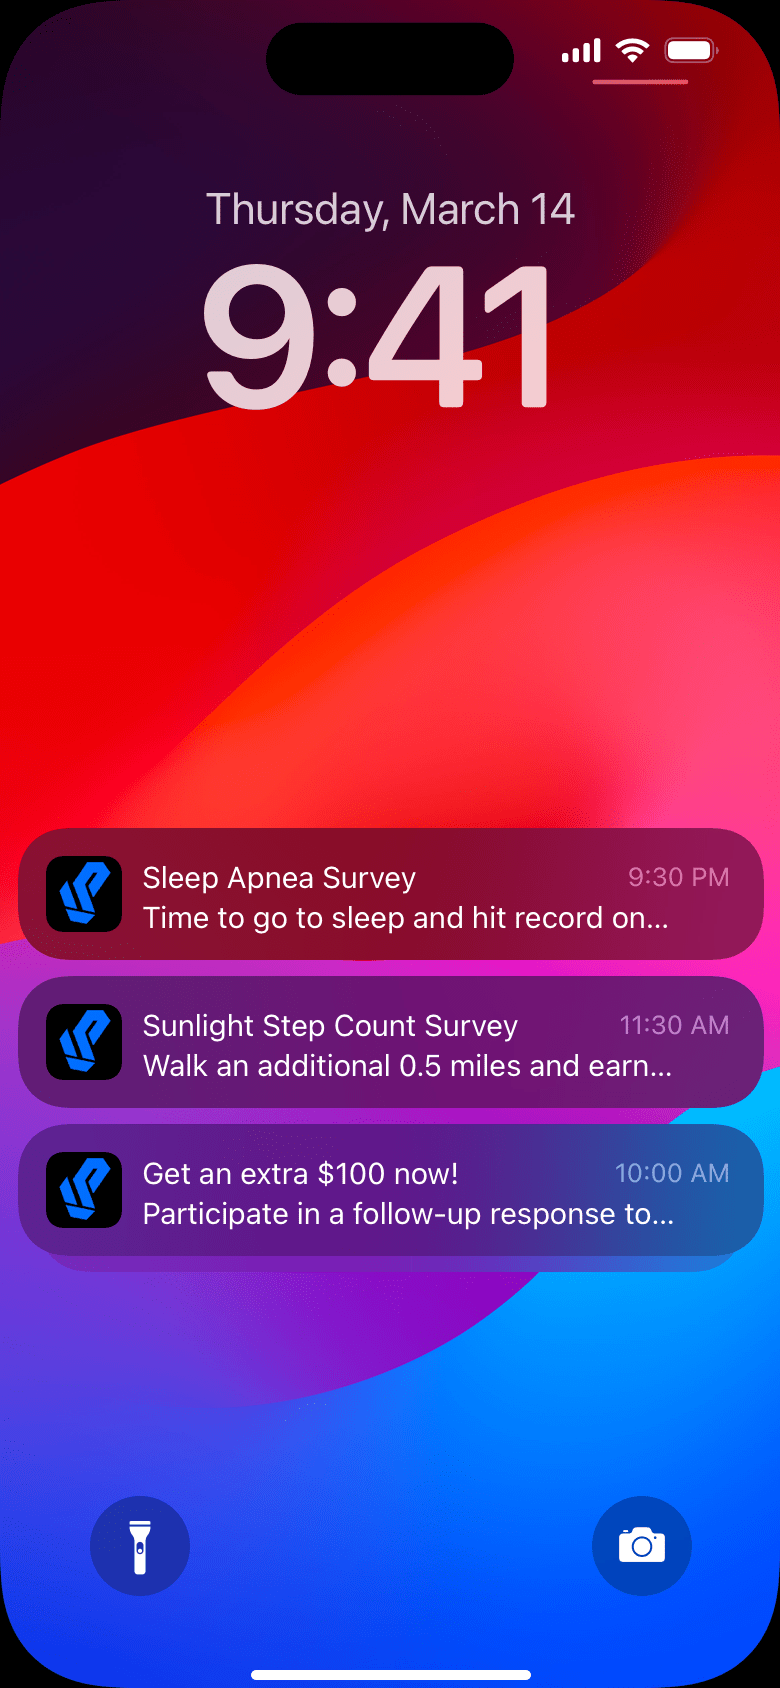 Thursday, March 14
9:41
Sleep Apnea Survey 9:30 PM
Time to go to sleep and hit record on...
Sunlight Step Count Survey 11:30 AM
Walk an additional 0.5 miles and earn...
Get an extra $100 now! 10:00 AM
Participate in a follow-up response to...